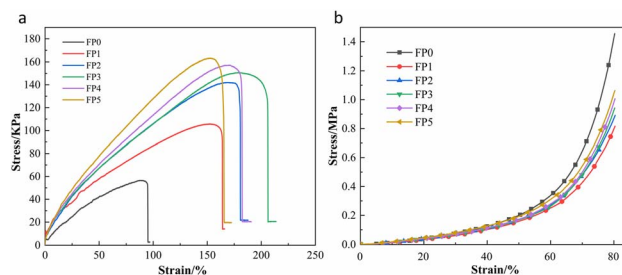 a
FP0
FP1
FP2
FP3
FP4
FP5
Stress/KPa
180
160
140
120
100
80
60
40
20
0
0 50 100 150 200 250
Strain/%
b
FP0
FP1
FP2
FP3
FP4
FP5
Stress/MPa
1.4
1.2
1.0
0.8
0.6
0.4
0.2
0.0
0 20 40 60 80
Strain/%